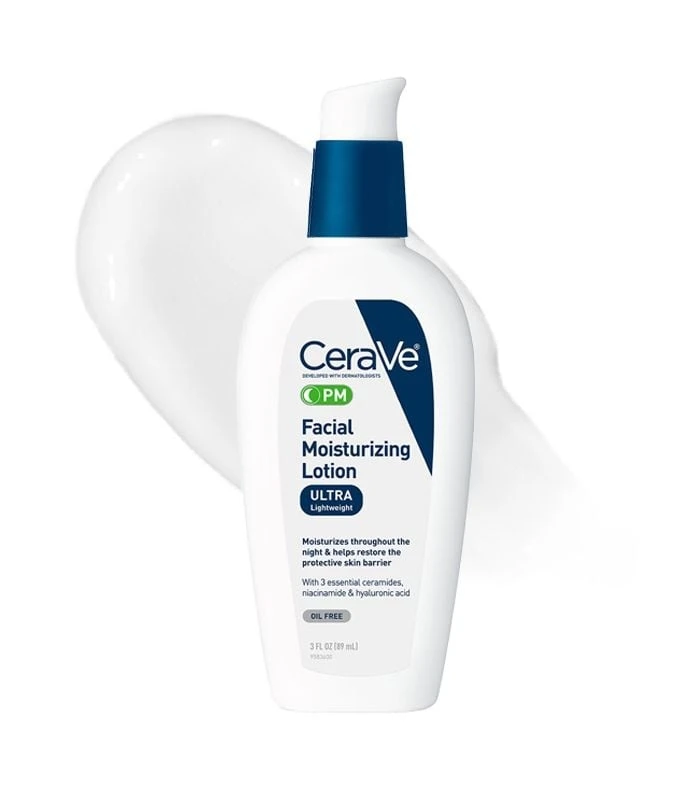 CeraVe®
DEVELOPED WITH DERMATOLOGISTS
PM
Facial
Moisturizing
Lotion
ULTRA
Lightweight
Moisturizes throughout the
night & helps restore the
protective skin barrier
With 3 essential ceramides,
niacinamide & hyaluronic acid
OIL FREE
3 FL OZ (89 mL)